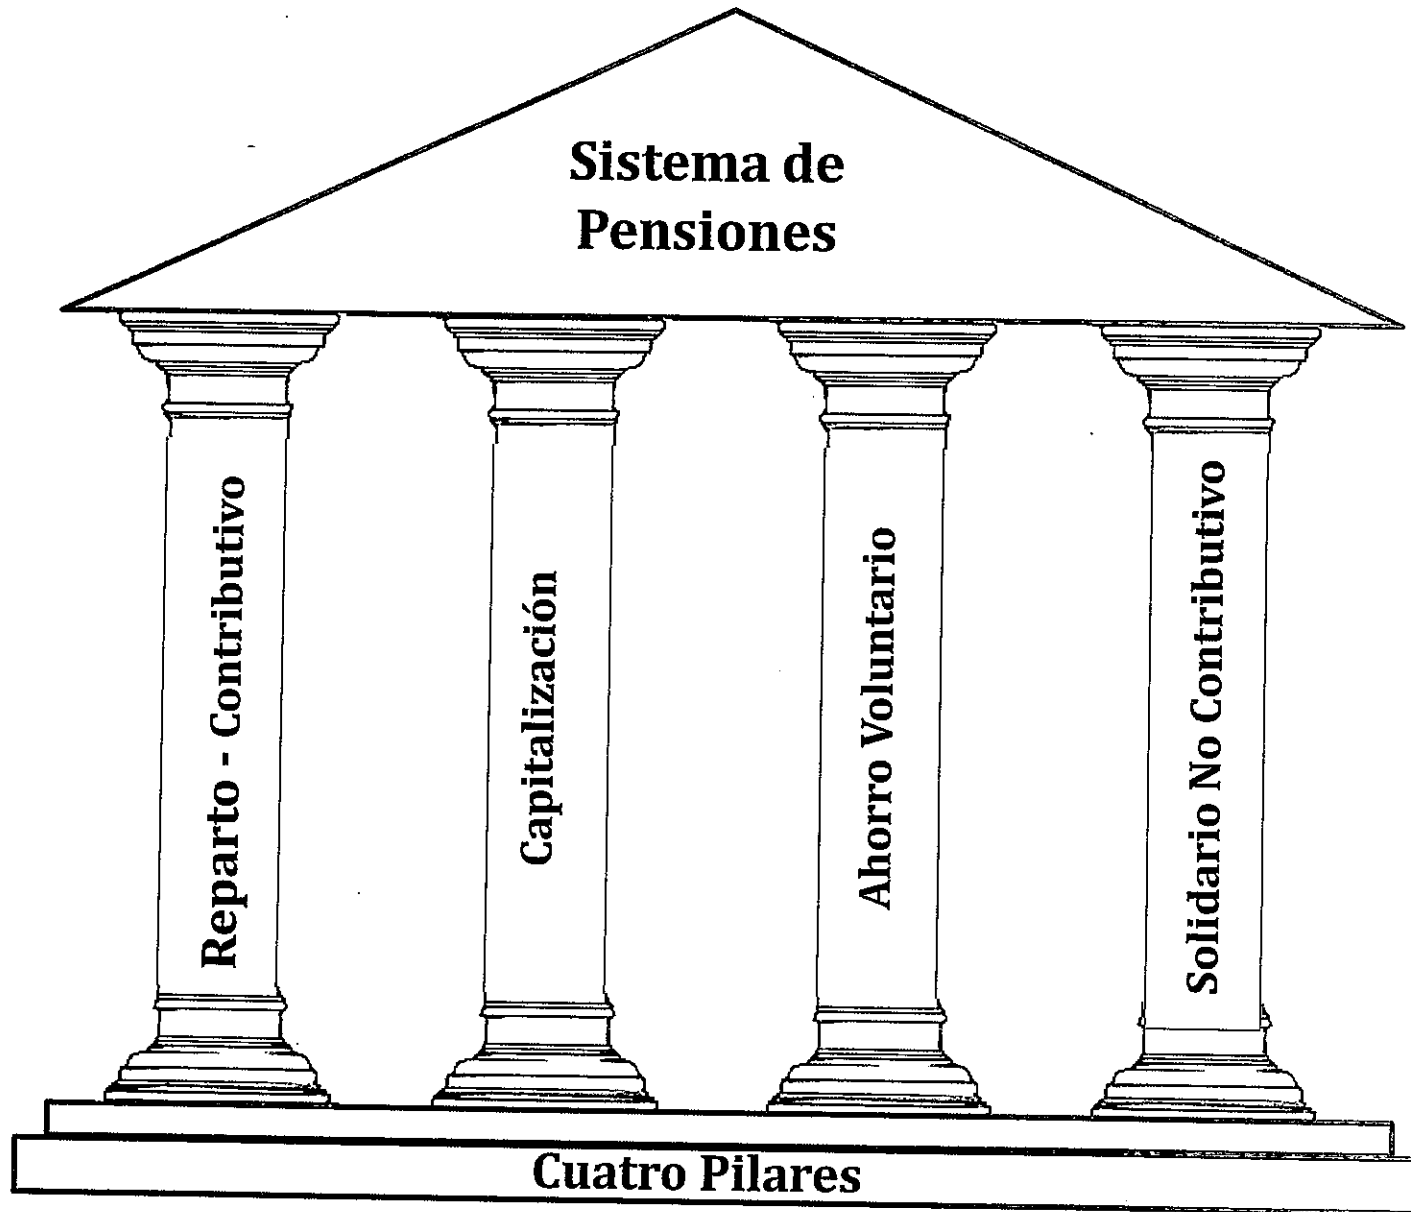 Sistema de
Pensiones
Reparto - Contributivo
Capitalización
Ahorro Voluntario
Solidario No Contributivo
Cuatro Pilares